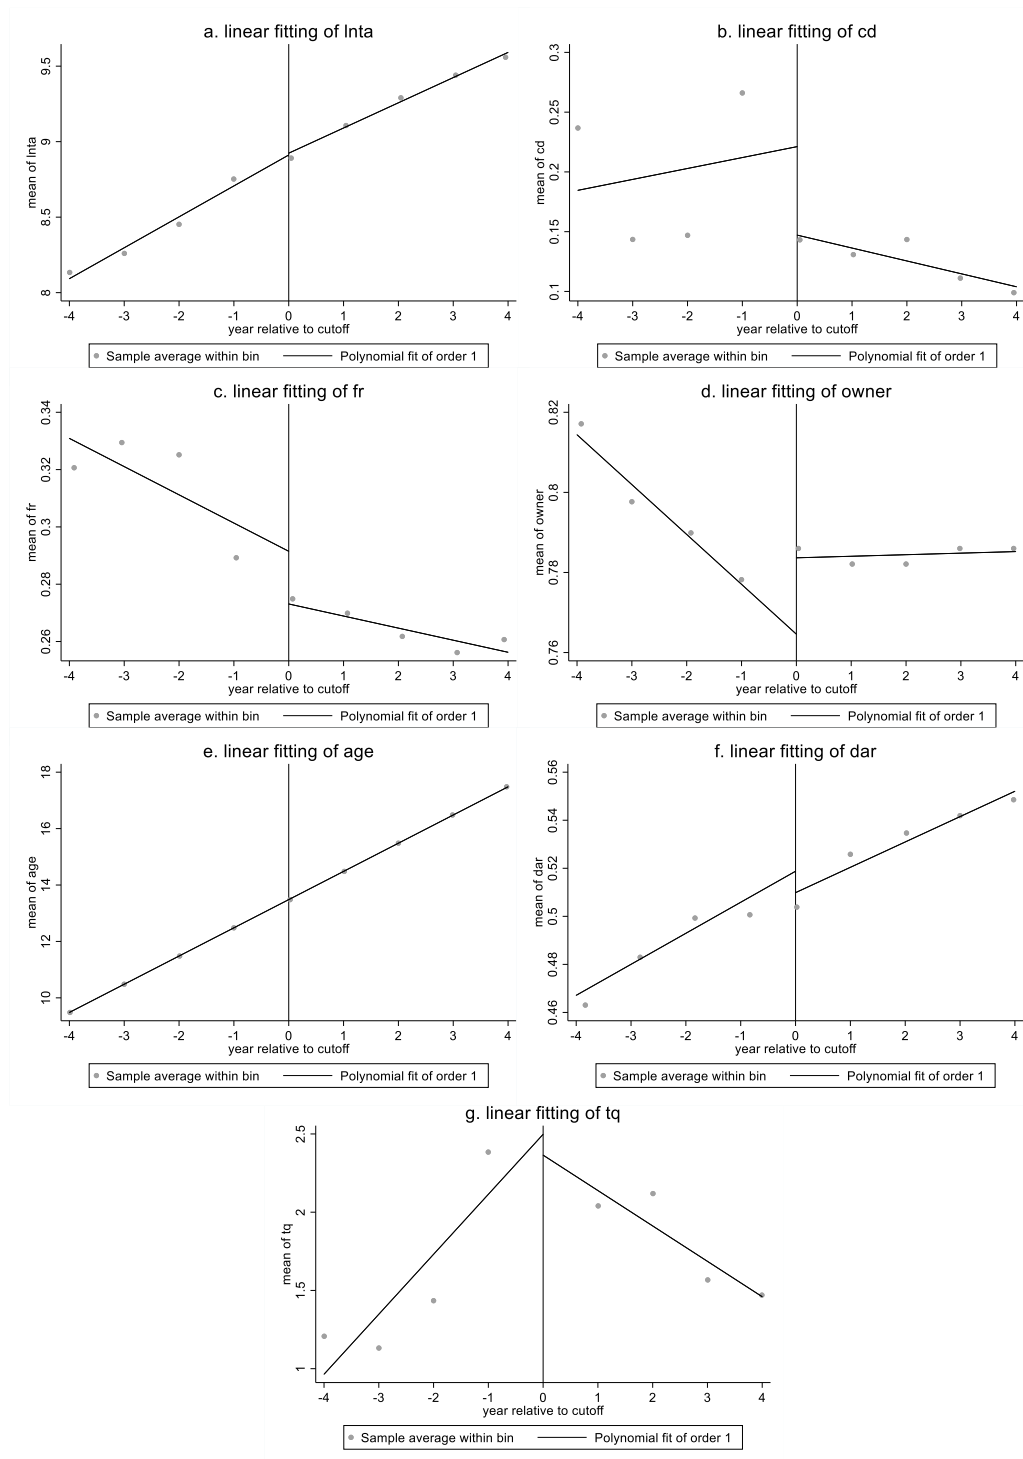 a. linear fitting of lnta
mean of lnta
9.5
9
8.5
8
-4 -3 -2 -1 0 1 2 3 4
year relative to cutoff
Sample average within bin Polynomial fit of order 1
b. linear fitting of cd
mean of cd
0.3
0.25
0.2
0.15
0.1
-4 -3 -2 -1 0 1 2 3 4
year relative to cutoff
Sample average within bin Polynomial fit of order 1
c. linear fitting of fr
mean of fr
0.34
0.32
0.3
0.28
0.26
-4 -3 -2 -1 0 1 2 3 4
year relative to cutoff
Sample average within bin Polynomial fit of order 1
d. linear fitting of owner
mean of owner
0.82
0.8
0.78
0.76
-4 -3 -2 -1 0 1 2 3 4
year relative to cutoff
Sample average within bin Polynomial fit of order 1
e. linear fitting of age
mean of age
18
16
14
12
10
-4 -3 -2 -1 0 1 2 3 4
year relative to cutoff
Sample average within bin Polynomial fit of order 1
f. linear fitting of dar
mean of dar
0.56
0.54
0.52
0.5
0.48
0.46
-4 -3 -2 -1 0 1 2 3 4
year relative to cutoff
Sample average within bin Polynomial fit of order 1
g. linear fitting of tq
mean of tq
2.5
2
1.5
1
-4 -3 -2 -1 0 1 2 3 4
year relative to cutoff
Sample average within bin Polynomial fit of order 1